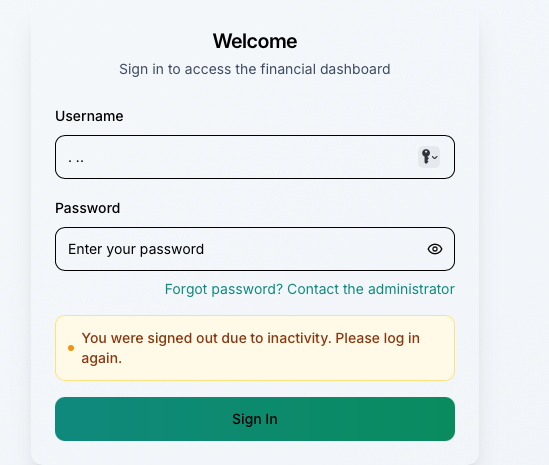 Welcome
Sign in to access the financial dashboard
Username
. ..
Password
Enter your password
Forgot password? Contact the administrator
You were signed out due to inactivity. Please log in
again.
Sign In